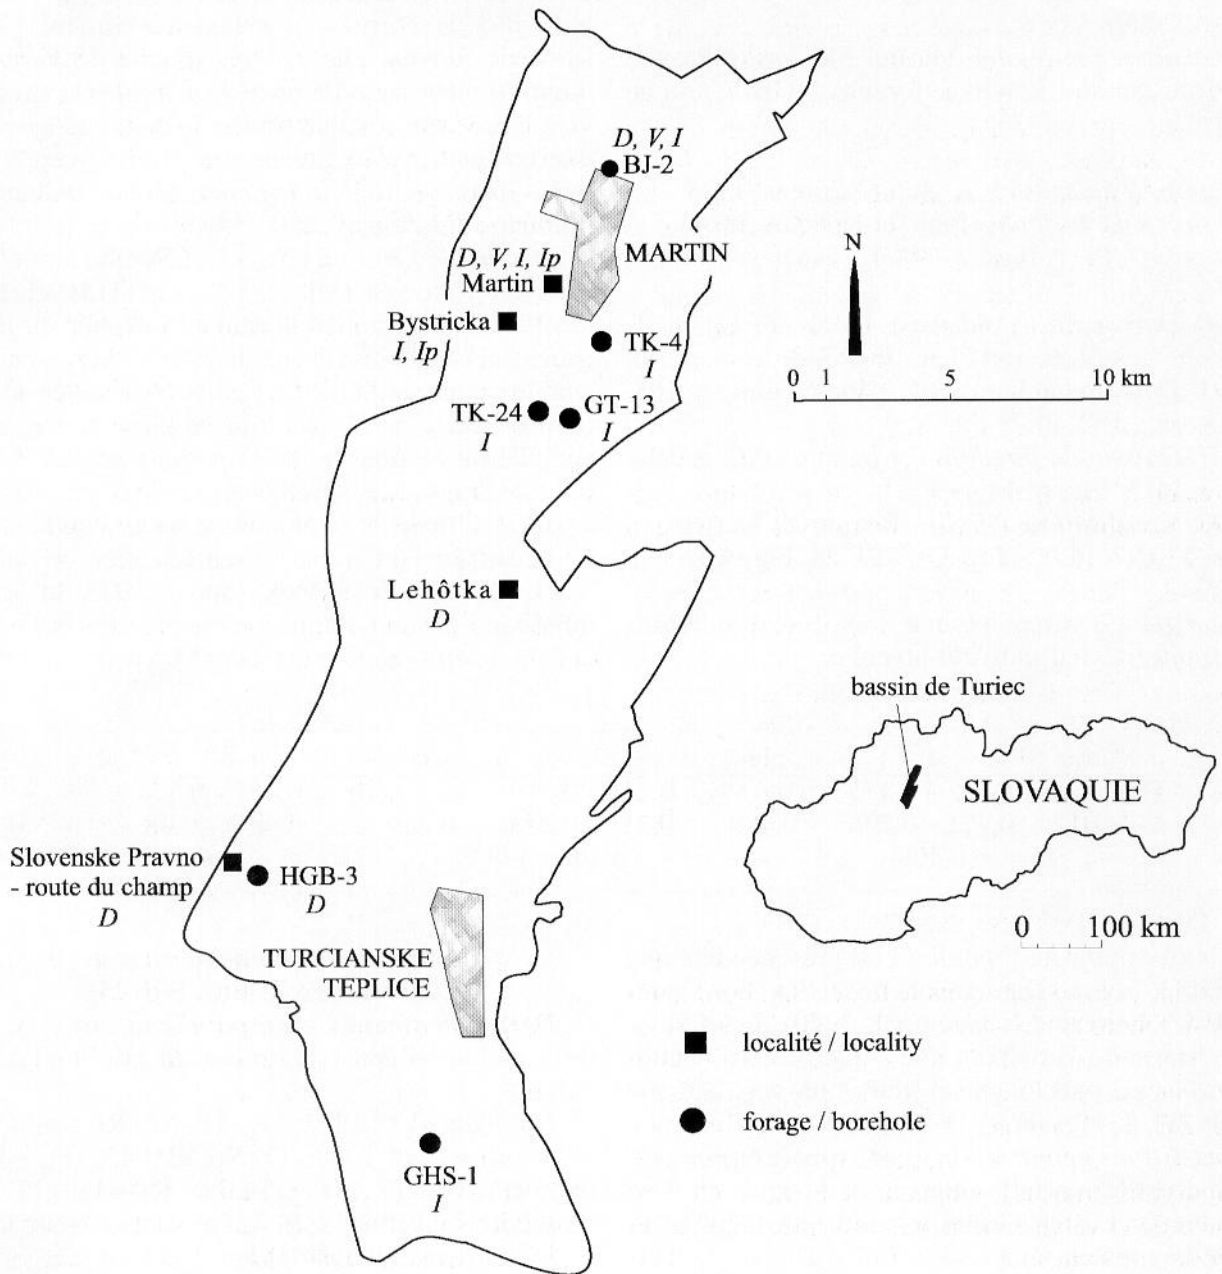 D, V, I
BJ-2
MARTIN
D, V, I, Ip
Martin
Bystricka
I, Ip
TK-4
I
TK-24
I
GT-13
I
N
0 1 5 10 km
Lehôtka
D
bassin de Turiec
SLOVAQUIE
0 100 km
Slovenske Pravno
- route du champ
D
HGB-3
D
TURCIANSKE
TEPLICE
localité / locality
forage / borehole
GHS-1
I